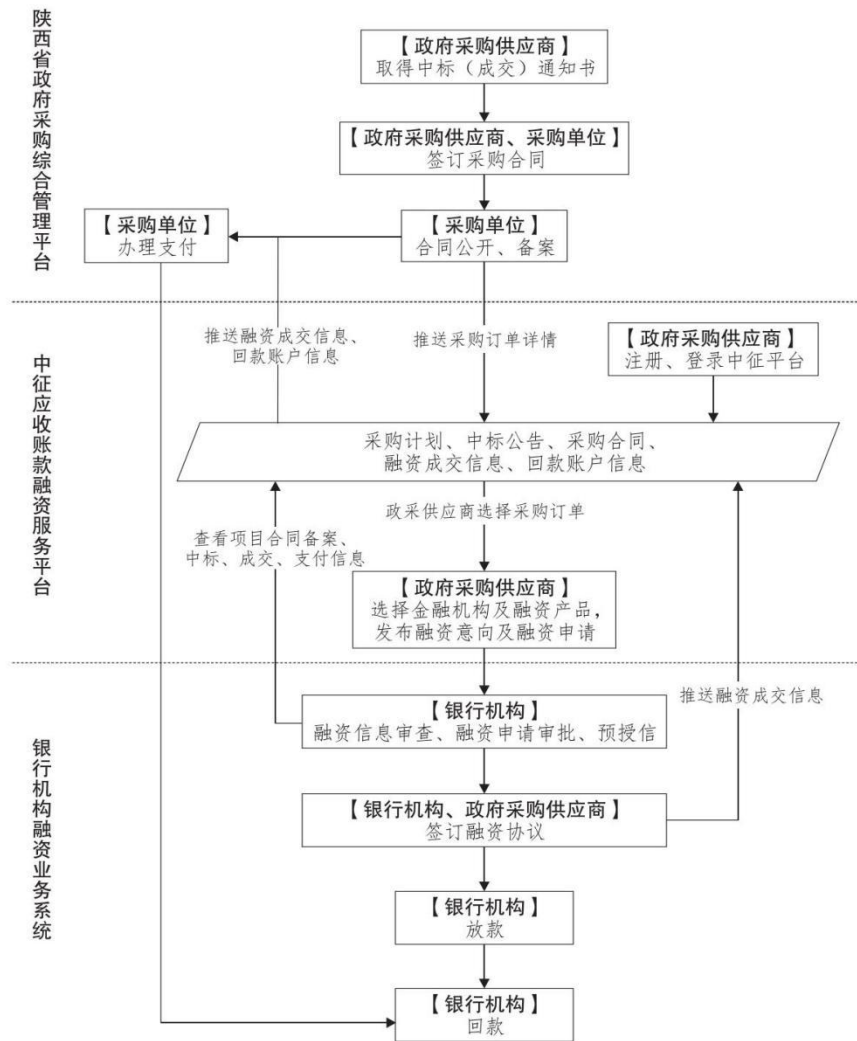 陕西省政府采购综合管理平台
【政府采购供应商】
取得中标（成交）通知书
【政府采购供应商、采购单位】
签订采购合同
【采购单位】
办理支付
【采购单位】
合同公开、备案
中征应收账款融资服务平台
推送融资成交信息、
回款账户信息
推送采购订单详情
【政府采购供应商】
注册、登录中征平台
采购计划、中标公告、采购合同、
融资成交信息、回款账户信息
政采供应商选择采购订单
查看项目合同备案、
中标、成交、支付信息
【政府采购供应商】
选择金融机构及融资产品，
发布融资意向及融资申请
银行机构融资业务系统
【银行机构】
融资信息审查、融资申请审批、预授信
推送融资成交信息
【银行机构、政府采购供应商】
签订融资协议
【银行机构】
放款
【银行机构】
回款